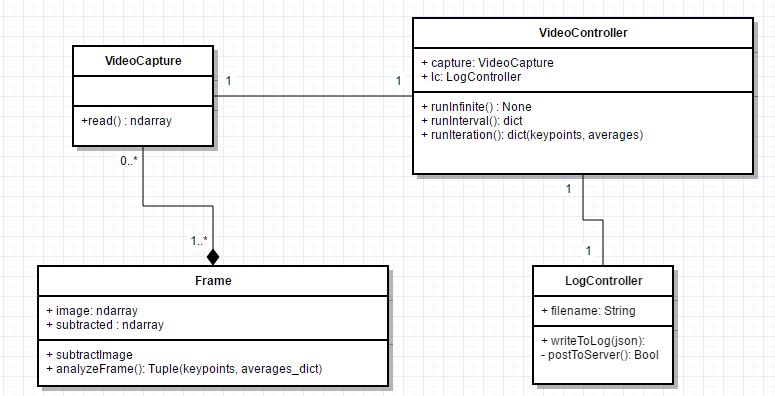 VideoController
+ capture: VideoCapture
+ lc: LogController
+ runInfinite() : None
+ runInterval(): dict
+ runIteration(): dict(keypoints, averages)
VideoCapture
+read() : ndarray
1
1
0..*
1..*
1
1
Frame
+ image: ndarray
+ subtracted : ndarray
+ subtractImage
+ analyzeFrame(): Tuple(keypoints, averages_dict)
LogController
+ filename: String
+ writeToLog(json):
- postToServer(): Bool